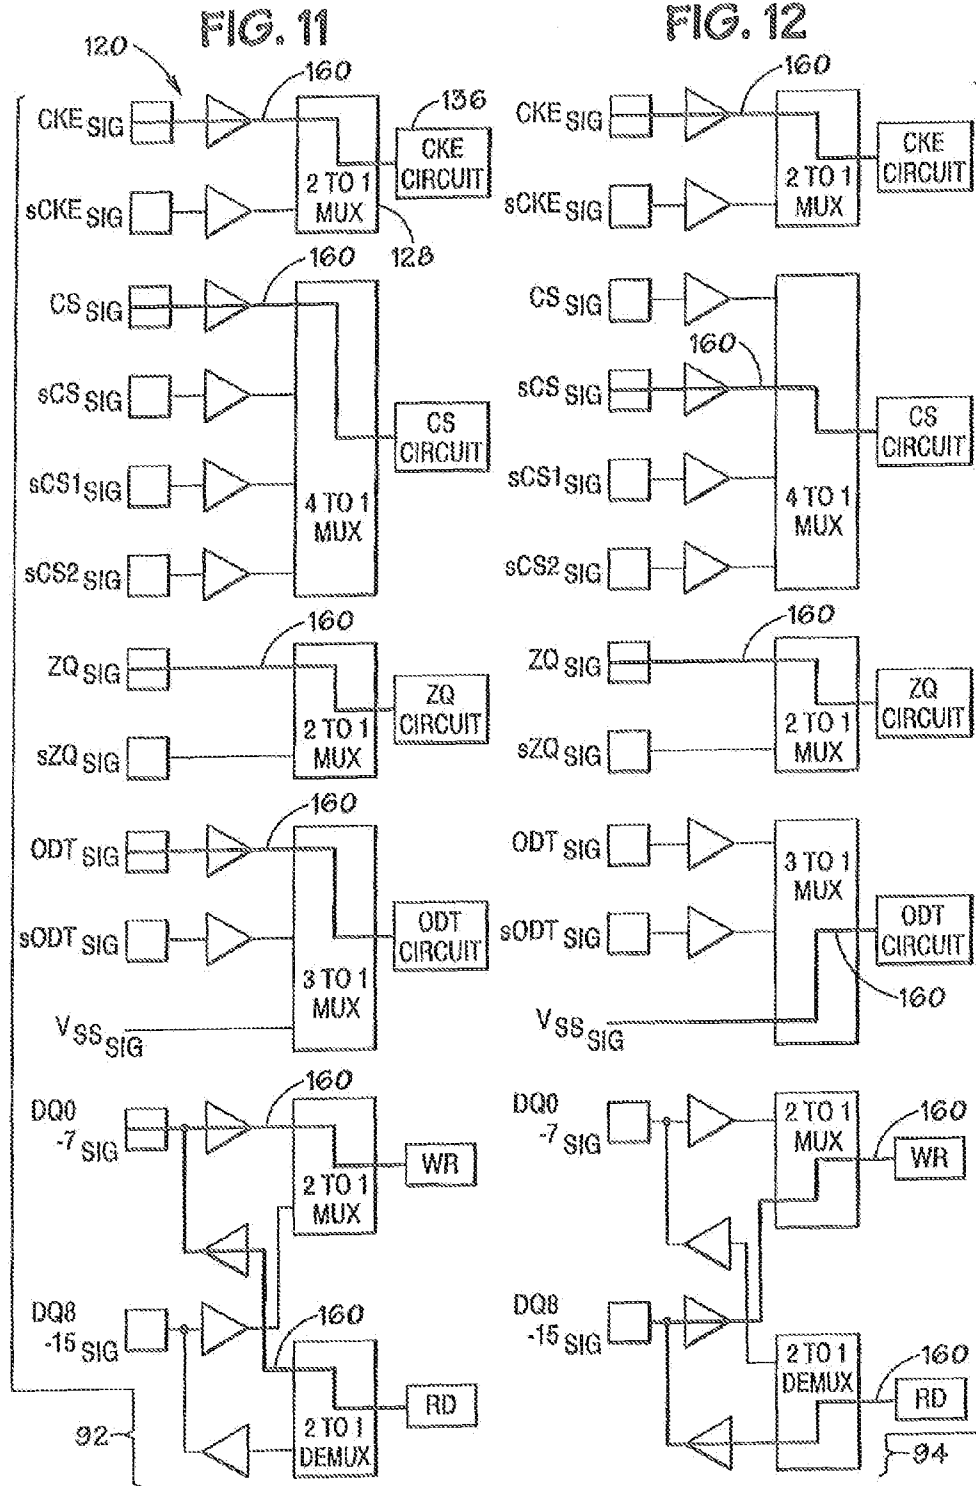 FIG. 11
120
160
CKE SIG
136
CKE
CIRCUIT
2 TO 1
MUX
sCKE SIG
128
160
CS SIG
sCS SIG
CS
CIRCUIT
sCS1 SIG
4 TO 1
MUX
sCS2 SIG
160
ZQ SIG
ZQ
CIRCUIT
2 TO 1
MUX
sZQ SIG
160
ODT SIG
ODT
CIRCUIT
sODT SIG
3 TO 1
MUX
VSS SIG
160
DQ0
-7 SIG
WR
2 TO 1
MUX
DQ8
-15 SIG
160
RD
2 TO 1
DEMUX
92
FIG. 12
160
CKE SIG
CKE
CIRCUIT
2 TO 1
MUX
sCKE SIG
CS SIG
160
sCS SIG
CS
CIRCUIT
sCS1 SIG
4 TO 1
MUX
sCS2 SIG
160
ZQ SIG
ZQ
CIRCUIT
2 TO 1
MUX
sZQ SIG
ODT SIG
3 TO 1
MUX
ODT
CIRCUIT
sODT SIG
160
VSS SIG
DQ0
-7 SIG
2 TO 1
MUX
160
WR
DQ8
-15 SIG
2 TO 1
DEMUX
160
RD
94